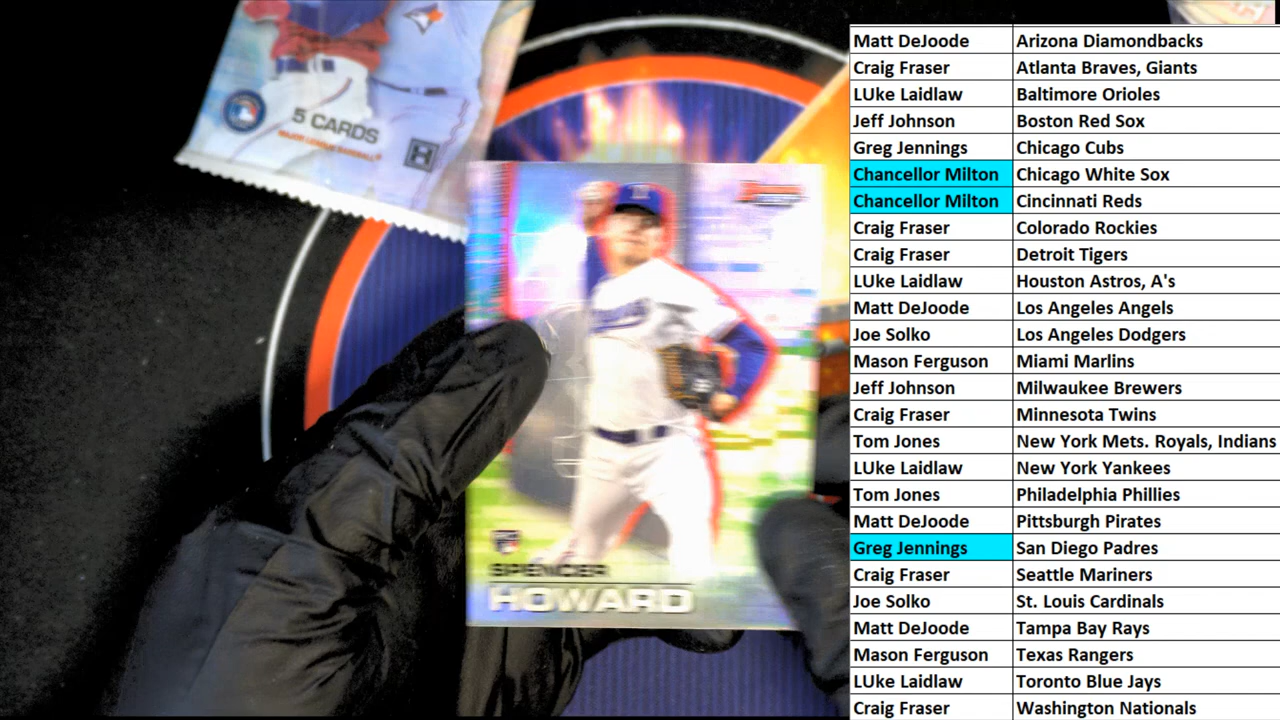 5 CARDS
MAJOR LEAGUE BASEBALL
SPENCER
HOWARD
Matt DeJoode Arizona Diamondbacks
Craig Fraser Atlanta Braves, Giants
LUke Laidlaw Baltimore Orioles
Jeff Johnson Boston Red Sox
Greg Jennings Chicago Cubs
Chancellor Milton Chicago White Sox
Chancellor Milton Cincinnati Reds
Craig Fraser Colorado Rockies
Craig Fraser Detroit Tigers
LUke Laidlaw Houston Astros, A's
Matt DeJoode Los Angeles Angels
Joe Solko Los Angeles Dodgers
Mason Ferguson Miami Marlins
Jeff Johnson Milwaukee Brewers
Craig Fraser Minnesota Twins
Tom Jones New York Mets. Royals, Indians
LUke Laidlaw New York Yankees
Tom Jones Philadelphia Phillies
Matt DeJoode Pittsburgh Pirates
Greg Jennings San Diego Padres
Craig Fraser Seattle Mariners
Joe Solko St. Louis Cardinals
Matt DeJoode Tampa Bay Rays
Mason Ferguson Texas Rangers
LUke Laidlaw Toronto Blue Jays
Craig Fraser Washington Nationals